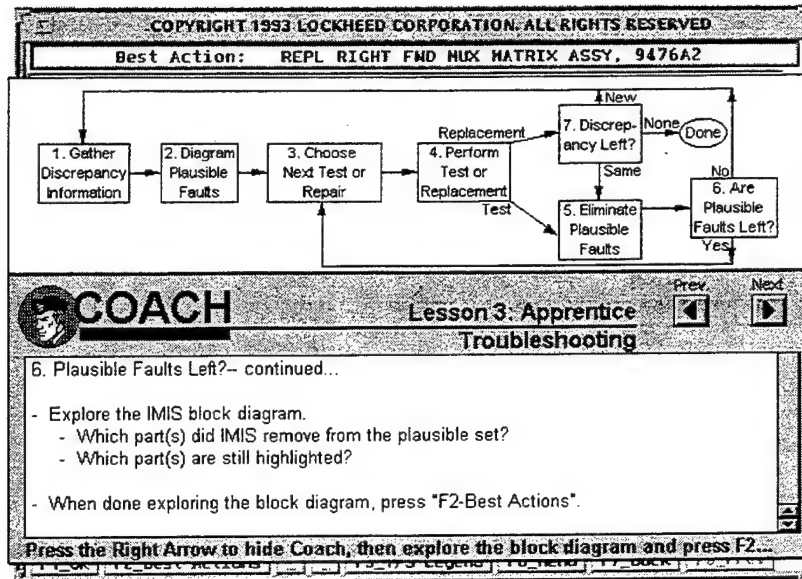 COPYRIGHT 1993 LOCKHEED CORPORATION. ALL RIGHTS RESERVED
Best Action: REPL RIGHT FWD MUX MATRIX ASSY, 9476A2
1. Gather
Discrepancy
Information
2. Diagram
Plausible
Faults
3. Choose
Next Test or
Repair
4. Perform
Test or
Replacement
Replacement
Test
New
7. Discrep-
ancy Left?
None
Done
Same
5. Eliminate
Plausible
Faults
No
6. Are
Plausible
Faults Left?
Yes
COACH
Lesson 3: Apprentice
Troubleshooting
Prev
Next
6. Plausible Faults Left?-- continued...
- Explore the IMIS block diagram.
- Which part(s) did IMIS remove from the plausible set?
- Which part(s) are still highlighted?
- When done exploring the block diagram, press "F2-Best Actions".
Press the Right Arrow to hide Coach, then explore the block diagram and press F2...